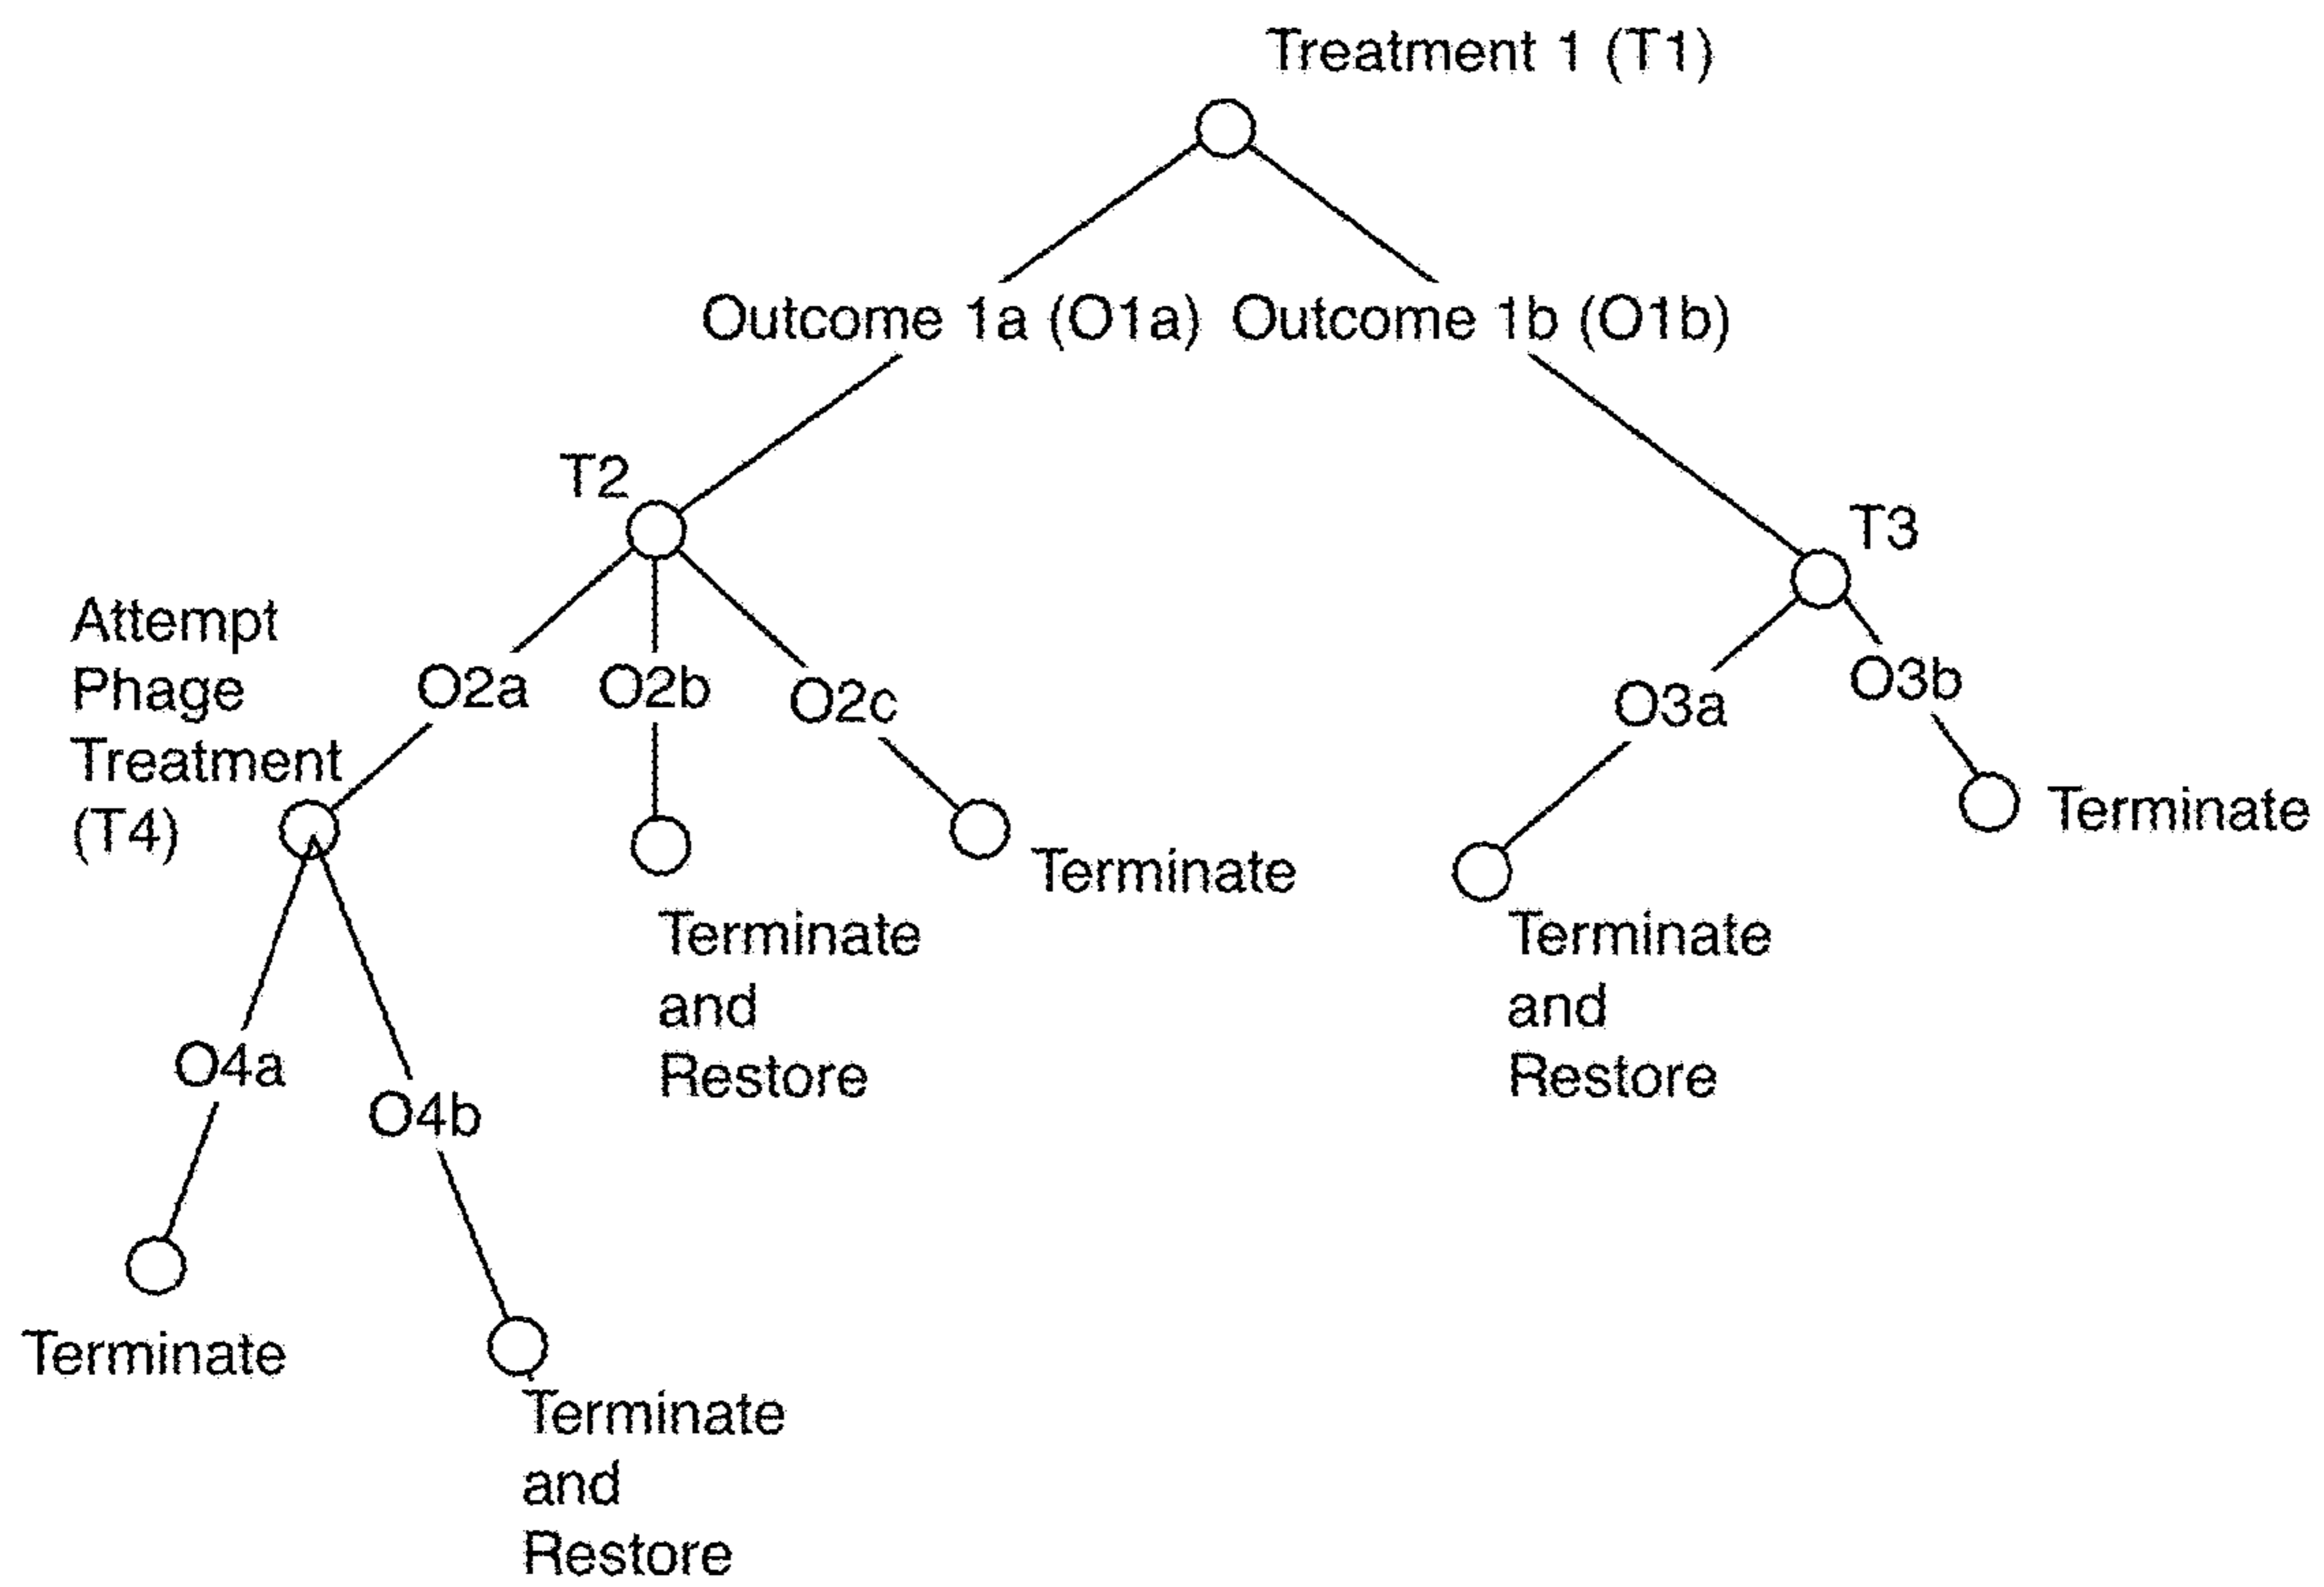 Treatment 1 (T1)
Outcome 1a (O1a)
Outcome 1b (O1b)
T2
T3
Attempt
Phage
Treatment
(T4)
O2a
O2b
O2c
O3a
O3b
Terminate
and
Restore
Terminate
Terminate
and
Restore
Terminate
O4a
O4b
Terminate
Terminate
and
Restore